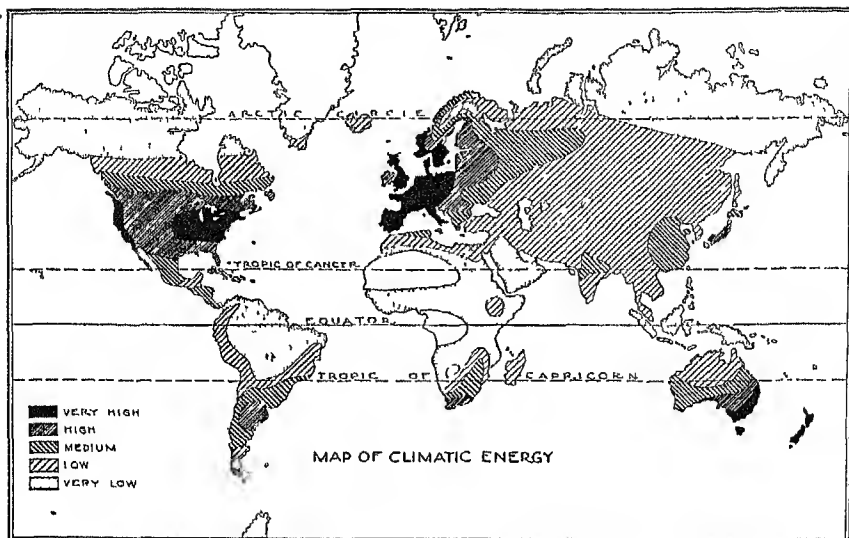 ARCTIC CIRCLE
TROPIC OF CANCER
EQUATOR
TROPIC OF CAPRICORN
VERY HIGH
HIGH
MEDIUM
LOW
VERY LOW
MAP OF CLIMATIC ENERGY